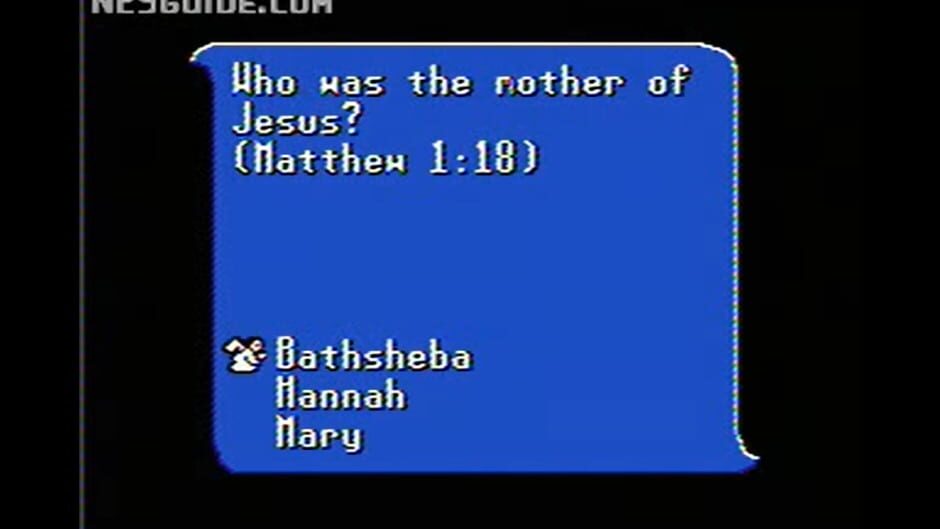 NESGUIDE.COM
Who was the mother of
Jesus?
(Matthew 1:18)
Bathsheba
Hannah
Mary